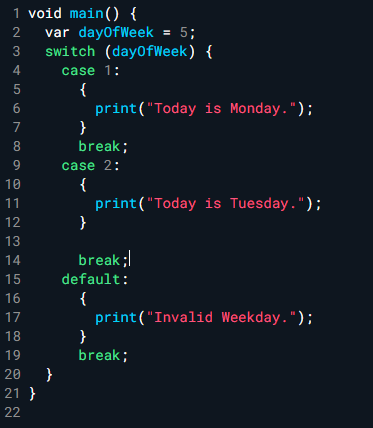 1 void main() {
2   var dayOfWeek = 5;
3   switch (dayOfWeek) {
4     case 1:
5       {
6         print("Today is Monday.");
7       }
8       break;
9     case 2:
10       {
11         print("Today is Tuesday.");
12       }
13
14       break;
15     default:
16       {
17         print("Invalid Weekday.");
18       }
19       break;
20   }
21 }
22